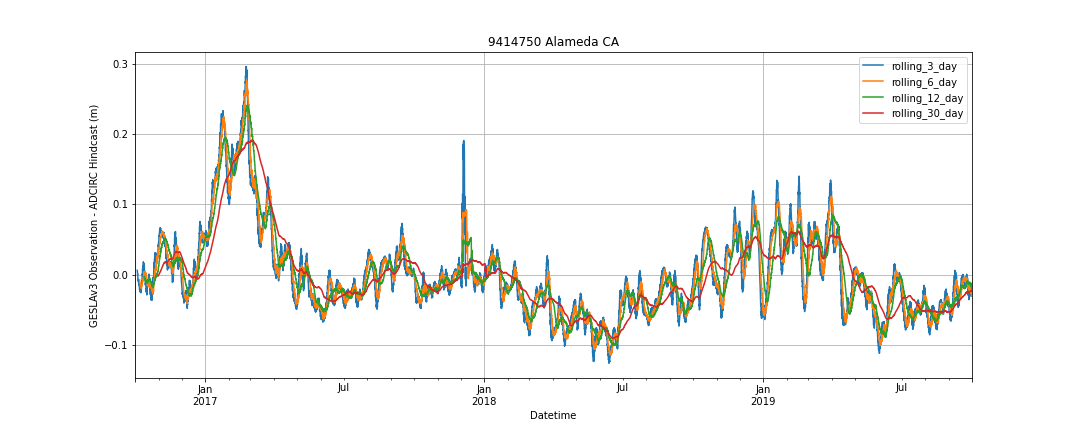 9414750 Alameda CA
GESLAv3 Observation - ADCIRC Hindcast (m)
0.3
0.2
0.1
0.0
−0.1
rolling_3_day
rolling_6_day
rolling_12_day
rolling_30_day
Jan Jul Jan Jul Jan Jul
2017 2018 2019
Datetime